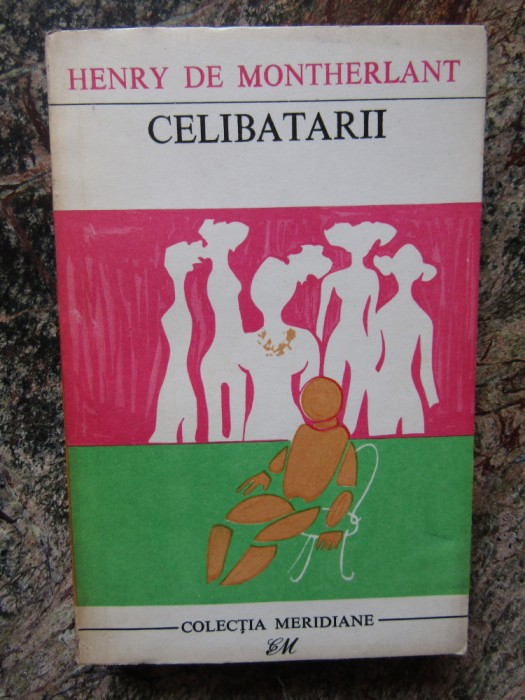 HENRY DE MONTHERLANT
CELIBATARII
COLECȚIA MERIDIANE
CM